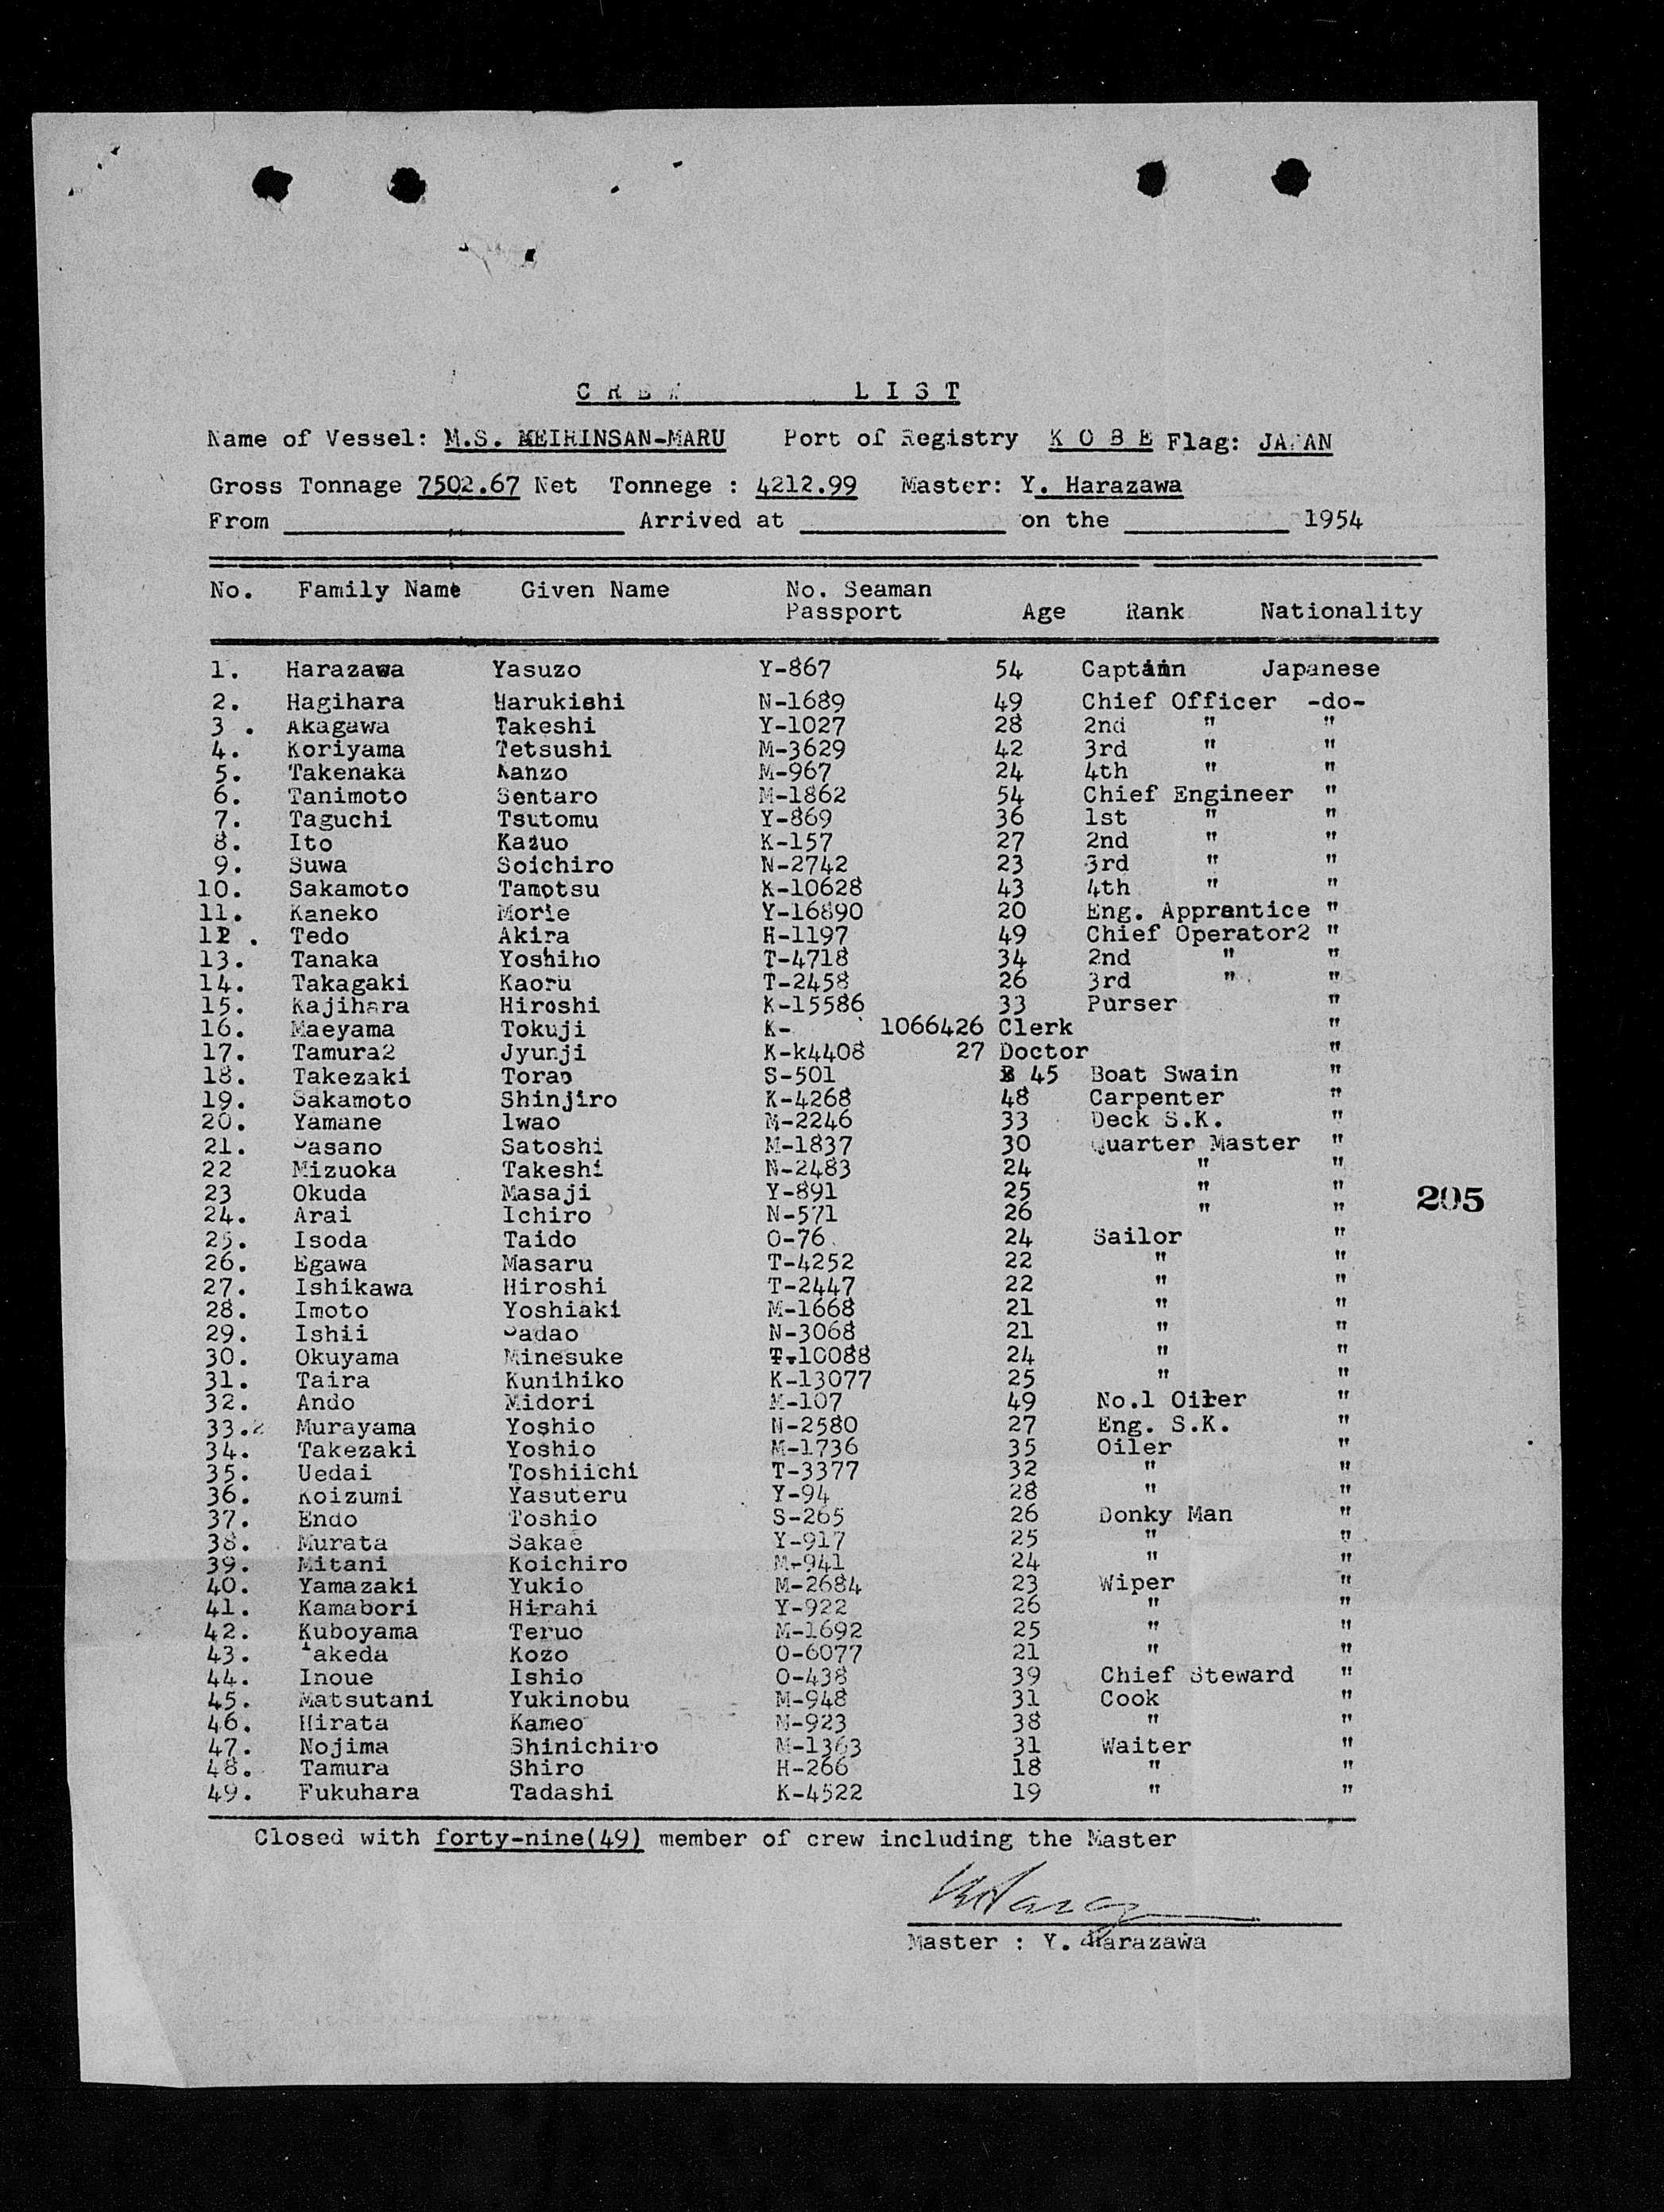 CREW LIST
Name of Vessel: M.S. MEIRINSAN-MARU Port of Registry K O B E Flag: JAPAN
Gross Tonnage 7502.67 Net Tonnege : 4212.99 Master: Y. Harazawa
From Arrived at on the 1954
No. Family Name Given Name No. Seaman
Passport Age Rank Nationality
1. Harazawa Yasuzo Y-867 54 Captain Japanese
2. Hagihara Harukishi N-1689 49 Chief Officer -do-
3 . Akagawa Takeshi Y-1027 28 2nd " "
4. Koriyama Tetsushi M-3629 42 3rd " "
5. Takenaka Kanzo M-967 24 4th " "
6. Tanimoto Sentaro M-1862 54 Chief Engineer "
7. Taguchi Tsutomu Y-869 36 1st " "
8. Ito Kazuo K-157 27 2nd " "
9. Suwa Soichiro N-2742 23 3rd " "
10. Sakamoto Tamotsu K-10628 43 4th " "
11. Kaneko Morie Y-16890 20 Eng. Apprantice "
12 . Tedo Akira H-1197 49 Chief Operator2 "
13. Tanaka Yoshiho T-4718 34 2nd " "
14. Takagaki Kaoru T-2458 26 3rd " "
15. Kajihara Hiroshi K-15586 33 Purser "
16. Maeyama Tokuji K- 1066426 Clerk "
17. Tamura2 Jyunji K-k4408 27 Doctor "
18. Takezaki Torao S-501 45 Boat Swain "
19. Sakamoto Shinjiro K-4268 48 Carpenter "
20. Yamane Iwao M-2246 33 Deck S.K. "
21. Sasano Satoshi M-1837 30 Quarter Master "
22 Mizuoka Takeshi N-2483 24 " "
23 Okuda Masaji Y-891 25 " "
205
24. Arai Ichiro N-571 26 " "
25. Isoda Taido O-76 24 Sailor "
26. Egawa Masaru T-4252 22 " "
27. Ishikawa Hiroshi T-2447 22 " "
28. Imoto Yoshiaki M-1668 21 " "
29. Ishii Sadao N-3068 21 " "
30. Okuyama Minesuke T-10088 24 " "
31. Taira Kunihiko K-13077 25 " "
32. Ando Midori M-107 49 No.1 Oiler "
33.2 Murayama Yoshio N-2580 27 Eng. S.K. "
34. Takezaki Yoshio M-1736 35 Oiler "
35. Uedai Toshiichi T-3377 32 " "
36. Koizumi Yasuteru Y-94 28 " "
37. Endo Toshio S-265 26 Donky Man "
38. Murata Sakae Y-917 25 " "
39. Mitani Koichiro M-941 24 " "
40. Yamazaki Yukio M-2684 23 Wiper "
41. Kamabori Hirahi Y-922 26 " "
42. Kuboyama Teruo M-1692 25 " "
43. Takeda Kozo O-6077 21 " "
44. Inoue Ishio O-438 39 Chief Steward "
45. Matsutani Yukinobu M-948 31 Cook "
46. Hirata Kameo M-923 38 " "
47. Nojima Shinichiro M-1363 31 Waiter "
48. Tamura Shiro H-266 18 " "
49. Fukuhara Tadashi K-4522 19 " "
Closed with forty-nine(49) member of crew including the Master
Master : Y. Harazawa